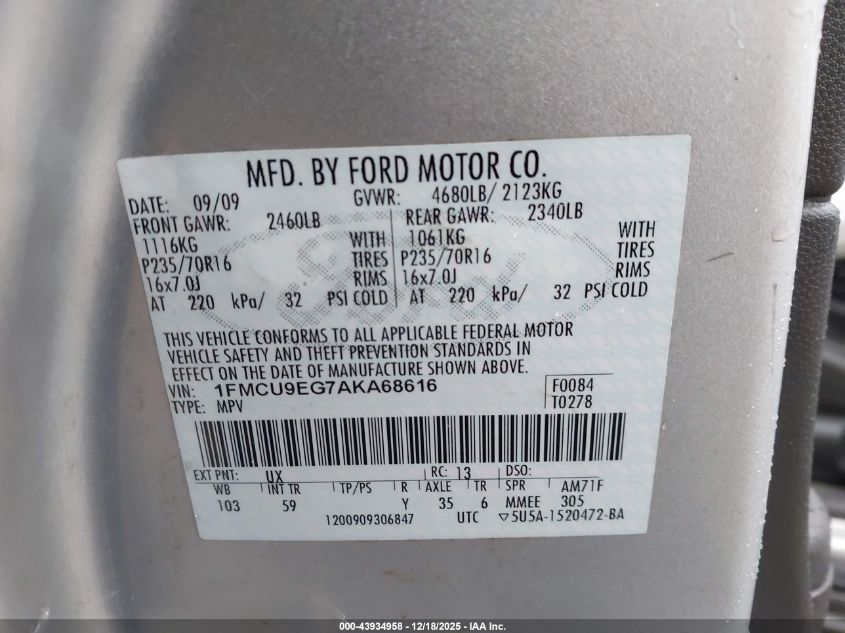 MFD. BY FORD MOTOR CO.
DATE: 09/09 GVWR: 4680LB/ 2123KG
FRONT GAWR: 2460LB REAR GAWR: 2340LB
1116KG WITH 1061KG WITH
P235/70R16 TIRES P235/70R16 TIRES
16x7.0J RIMS 16x7.0J RIMS
AT 220 kPa/ 32 PSI COLD AT 220 kPa/ 32 PSI COLD
THIS VEHICLE CONFORMS TO ALL APPLICABLE FEDERAL MOTOR
VEHICLE SAFETY AND THEFT PREVENTION STANDARDS IN
EFFECT ON THE DATE OF MANUFACTURE SHOWN ABOVE.
VIN: 1FMCU9EG7AKA68616 F0084
TYPE: MPV T0278
EXT PNT: UX RC: 13 DSO:
WB INT TR TP/PS R AXLE TR SPR AM71F
103 59 Y 35 6 MMEE 305
1200909306847 UTC ▽5U5A-1520472-BA
Ford
000-43934958 | 12/18/2025 - IAA Inc.